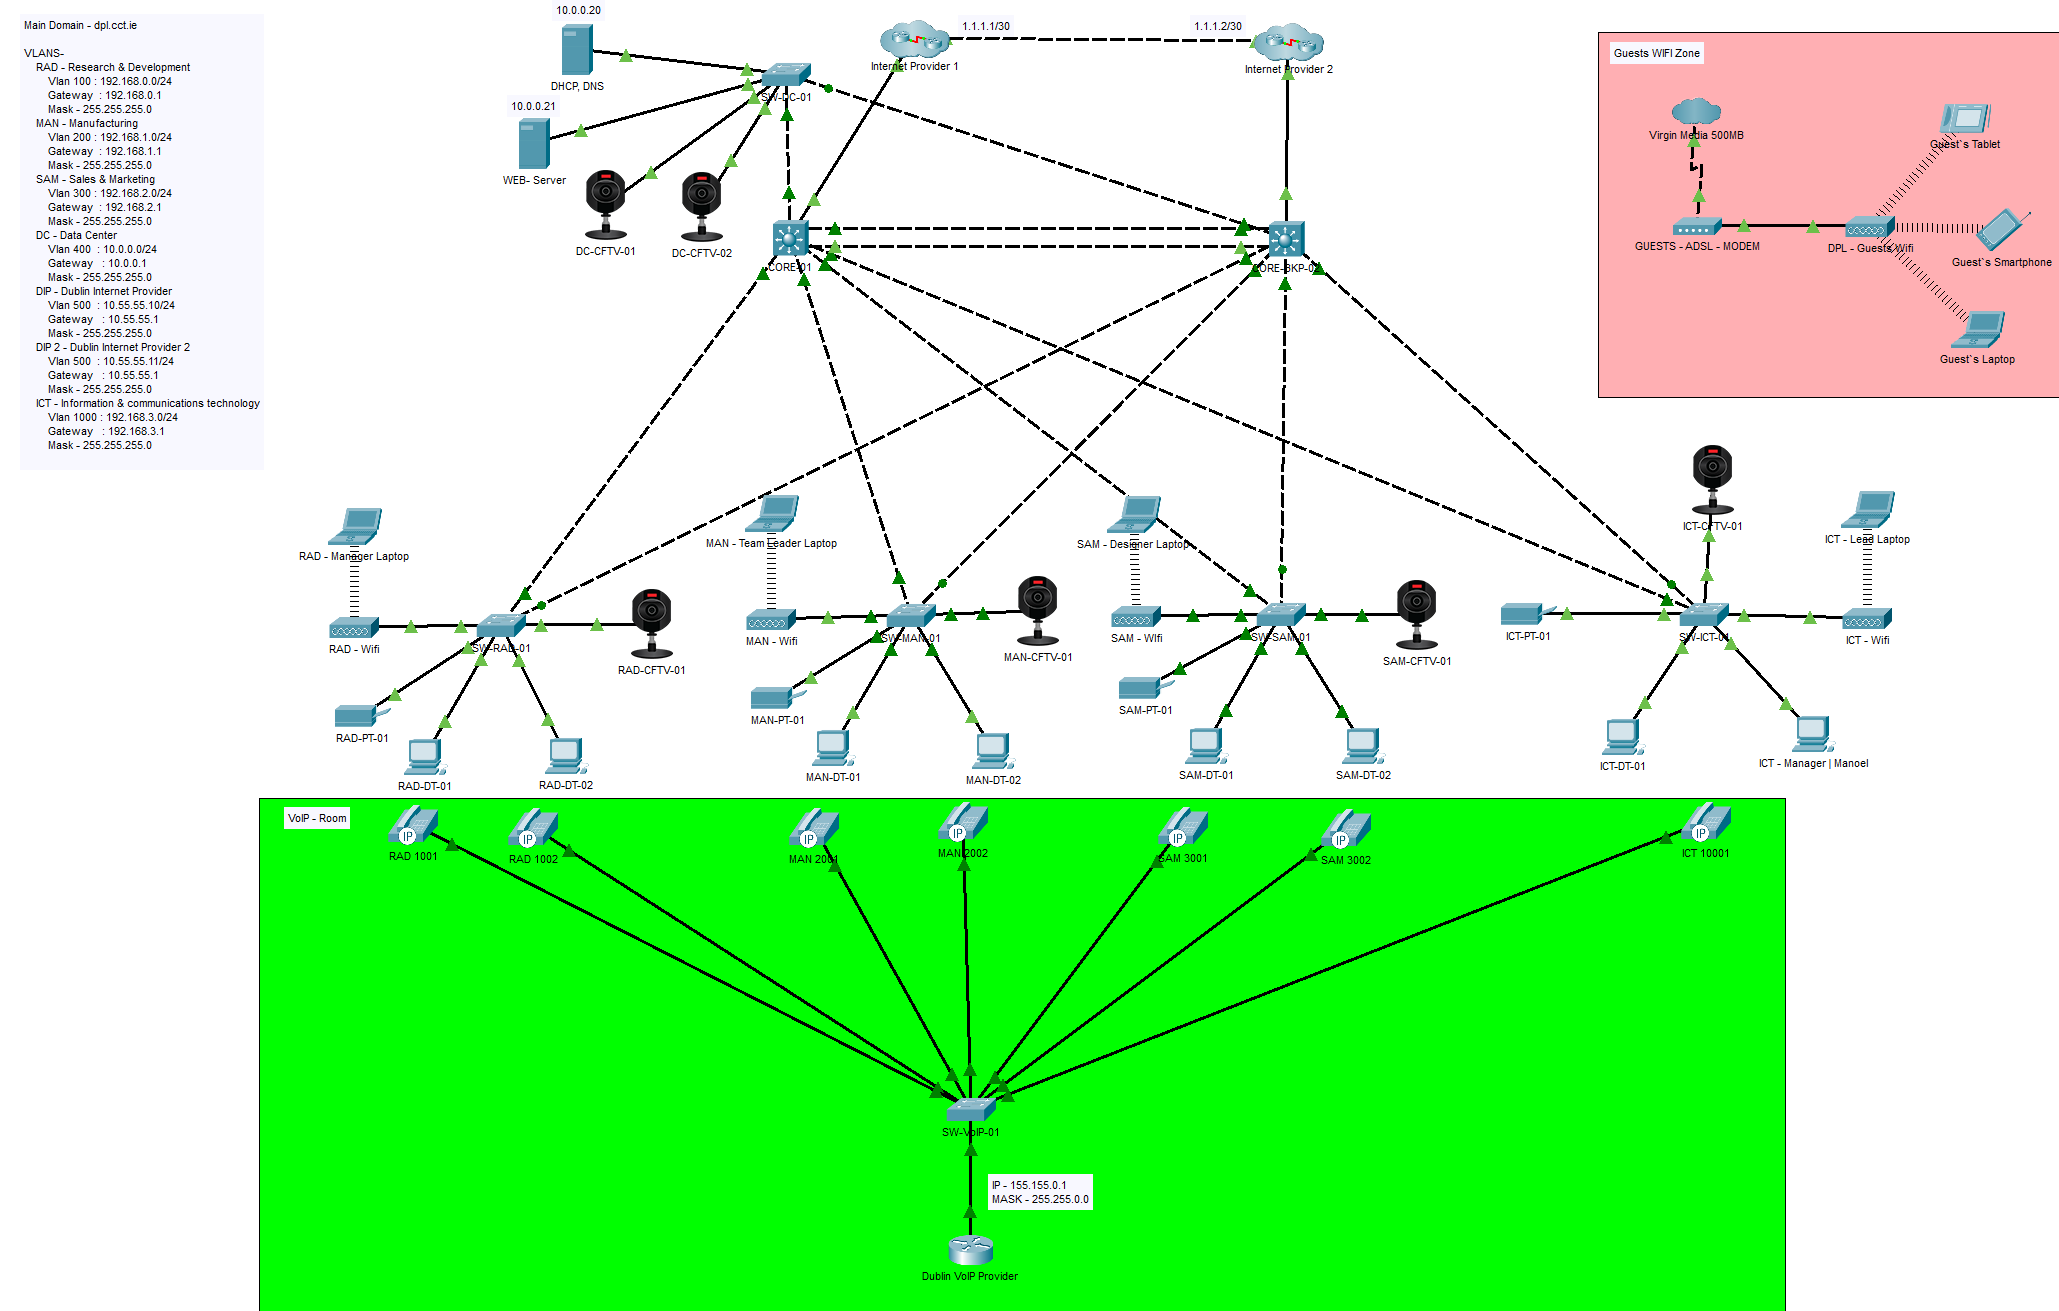 Main Domain - dpl.cct.ie
VLANS-
RAD - Research & Development
Vlan 100 : 192.168.0.0/24
Gateway : 192.168.0.1
Mask - 255.255.255.0
MAN - Manufacturing
Vlan 200 : 192.168.1.0/24
Gateway : 192.168.1.1
Mask - 255.255.255.0
SAM - Sales & Marketing
Vlan 300 : 192.168.2.0/24
Gateway : 192.168.2.1
Mask - 255.255.255.0
DC - Data Center
Vlan 400 : 10.0.0.0/24
Gateway : 10.0.0.1
Mask - 255.255.255.0
DIP - Dublin Internet Provider
Vlan 500 : 10.55.55.10/24
Gateway : 10.55.55.1
Mask - 255.255.255.0
DIP 2 - Dublin Internet Provider 2
Vlan 500 : 10.55.55.11/24
Gateway : 10.55.55.1
Mask - 255.255.255.0
ICT - Information & communications technology
Vlan 1000 : 192.168.3.0/24
Gateway : 192.168.3.1
Mask - 255.255.255.0
10.0.0.20
DHCP, DNS
10.0.0.21
WEB- Server
SW-DC-01
DC-CFTV-01
DC-CFTV-02
Internet Provider 1
1.1.1.1/30
1.1.1.2/30
Internet Provider 2
CORE-01
CORE-BKP-02
Guests WIFI Zone
Virgin Media 500MB
GUESTS - ADSL - MODEM
DPL - Guests Wifi
Guest`s Tablet
Guest`s Smartphone
Guest`s Laptop
RAD - Manager Laptop
RAD - Wifi
SW-RAD-01
RAD-CFTV-01
RAD-PT-01
RAD-DT-01
RAD-DT-02
MAN - Team Leader Laptop
MAN - Wifi
SW-MAN-01
MAN-CFTV-01
MAN-PT-01
MAN-DT-01
MAN-DT-02
SAM - Designer Laptop
SAM - Wifi
SW-SAM-01
SAM-CFTV-01
SAM-PT-01
SAM-DT-01
SAM-DT-02
ICT-CFTV-01
ICT - Lead Laptop
ICT-PT-01
SW-ICT-01
ICT - Wifi
ICT-DT-01
ICT - Manager | Manoel
VoIP - Room
IP
RAD 1001
IP
RAD 1002
IP
MAN 2001
IP
MAN 2002
IP
SAM 3001
IP
SAM 3002
IP
ICT 10001
SW-VoIP-01
IP - 155.155.0.1
MASK - 255.255.0.0
Dublin VoIP Provider